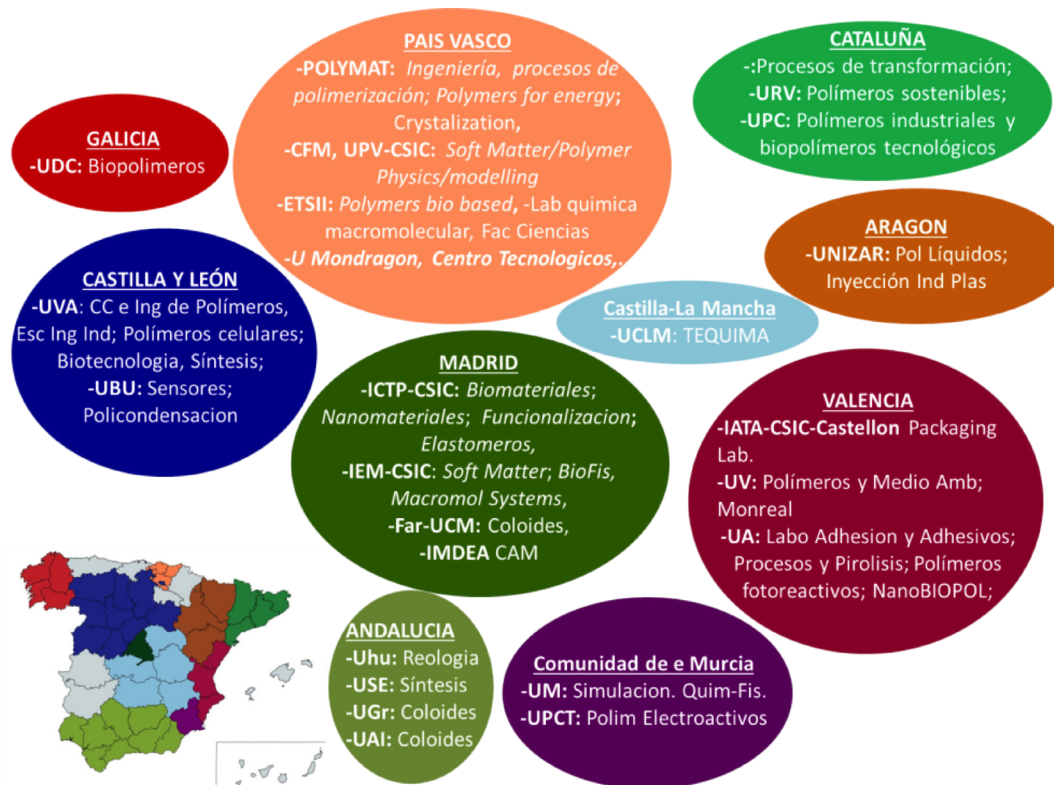 PAIS VASCO
-POLYMAT: Ingeniería, procesos de
polimerización; Polymers for energy;
Crystalization,
-CFM, UPV-CSIC: Soft Matter/Polymer
Physics/modelling
-ETSII: Polymers bio based, -Lab quimica
macromolecular, Fac Ciencias
-U Mondragon, Centro Tecnologicos,.
CATALUÑA
-:Procesos de transformación;
-URV: Polímeros sostenibles;
-UPC: Polímeros industriales y
biopolímeros tecnológicos
GALICIA
-UDC: Biopolimeros
ARAGON
-UNIZAR: Pol Líquidos;
Inyección Ind Plas
CASTILLA Y LEÓN
-UVA: CC e Ing de Polímeros,
Esc Ing Ind; Polímeros celulares;
Biotecnologia, Síntesis;
-UBU: Sensores;
Policondensacion
Castilla-La Mancha
-UCLM: TEQUIMA
MADRID
-ICTP-CSIC: Biomateriales;
Nanomateriales; Funcionalizacion;
Elastomeros,
-IEM-CSIC: Soft Matter; BioFis,
Macromol Systems,
-Far-UCM: Coloides,
-IMDEA CAM
VALENCIA
-IATA-CSIC-Castellon Packaging
Lab.
-UV: Polímeros y Medio Amb;
Monreal
-UA: Labo Adhesion y Adhesivos;
Procesos y Pirolisis; Polímeros
fotoreactivos; NanoBIOPOL;
ANDALUCIA
-Uhu: Reologia
-USE: Síntesis
-UGr: Coloides
-UAI: Coloides
Comunidad de e Murcia
-UM: Simulacion. Quim-Fis.
-UPCT: Polim Electroactivos